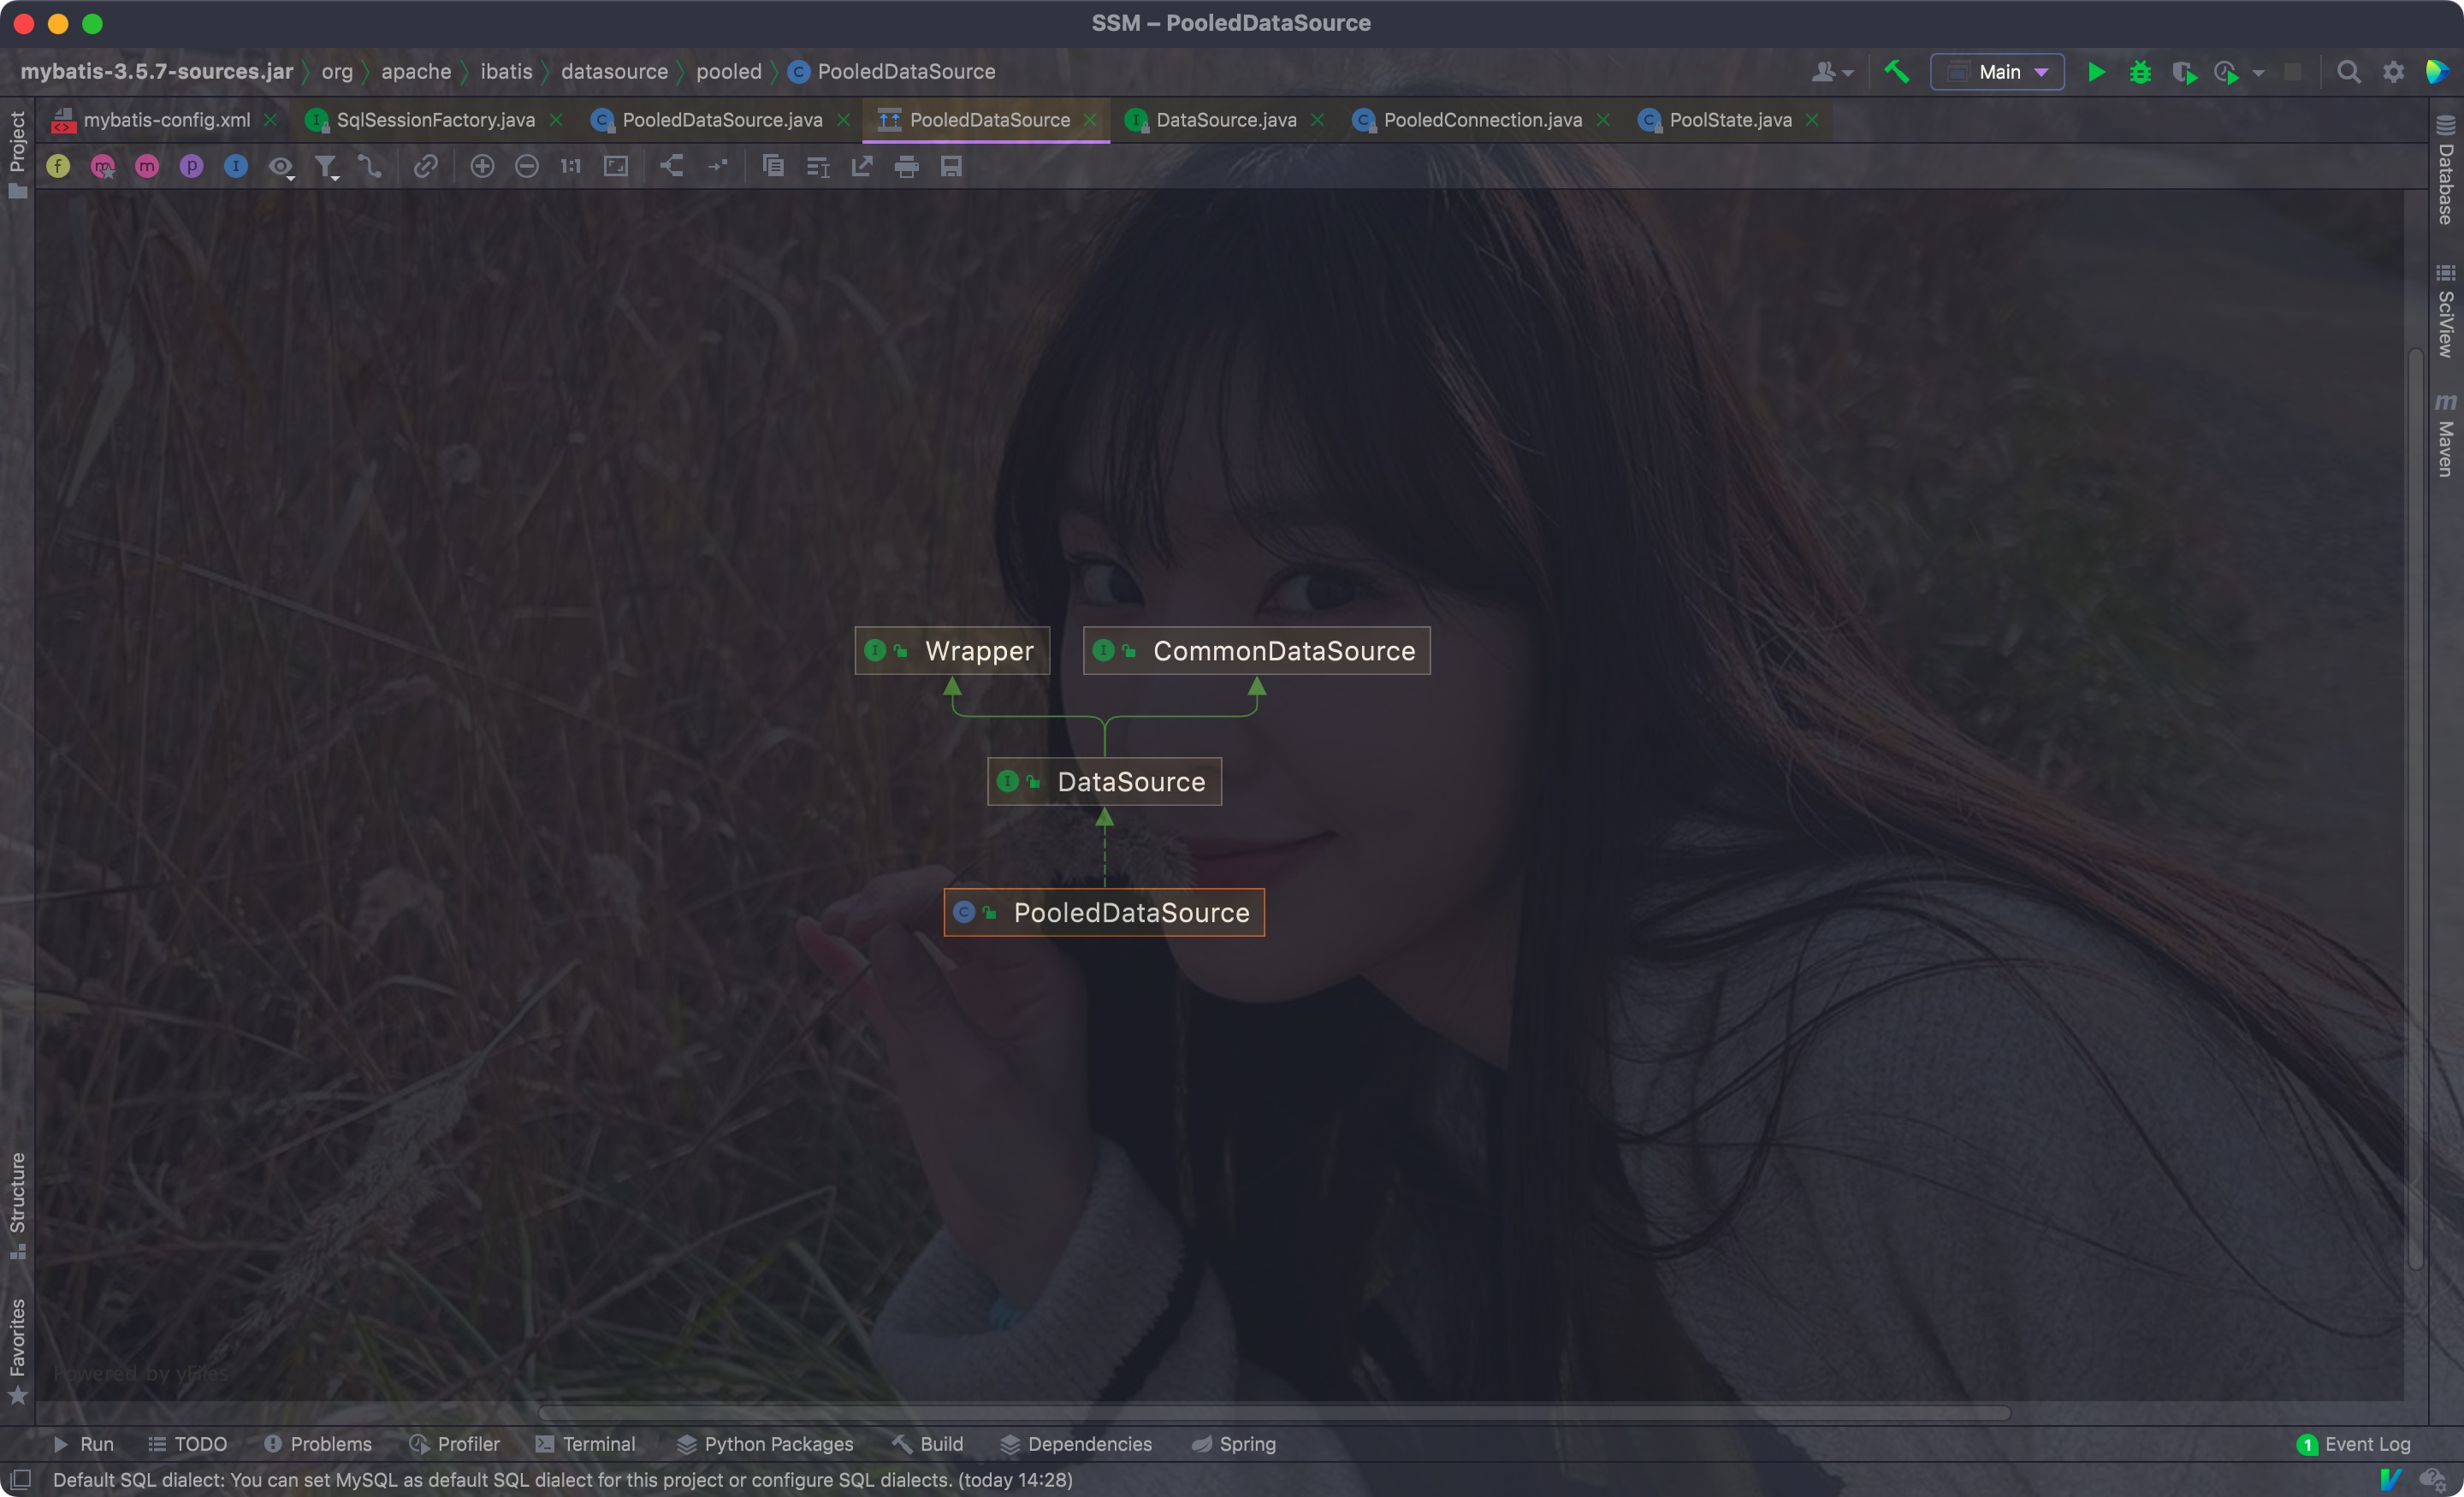 SSM – PooledDataSource
mybatis-3.5.7-sources.jar org apache ibatis datasource pooled PooledDataSource
Main
mybatis-config.xml SqlSessionFactory.java PooledDataSource.java PooledDataSource DataSource.java PooledConnection.java PoolState.java
1:1
Project
Structure
Favorites
Database
SciView
Maven
Wrapper CommonDataSource
DataSource
PooledDataSource
Powered by yFiles
Run TODO Problems Profiler Terminal Python Packages Build Dependencies Spring 1 Event Log
Default SQL dialect: You can set MySQL as default SQL dialect for this project or configure SQL dialects. (today 14:28)